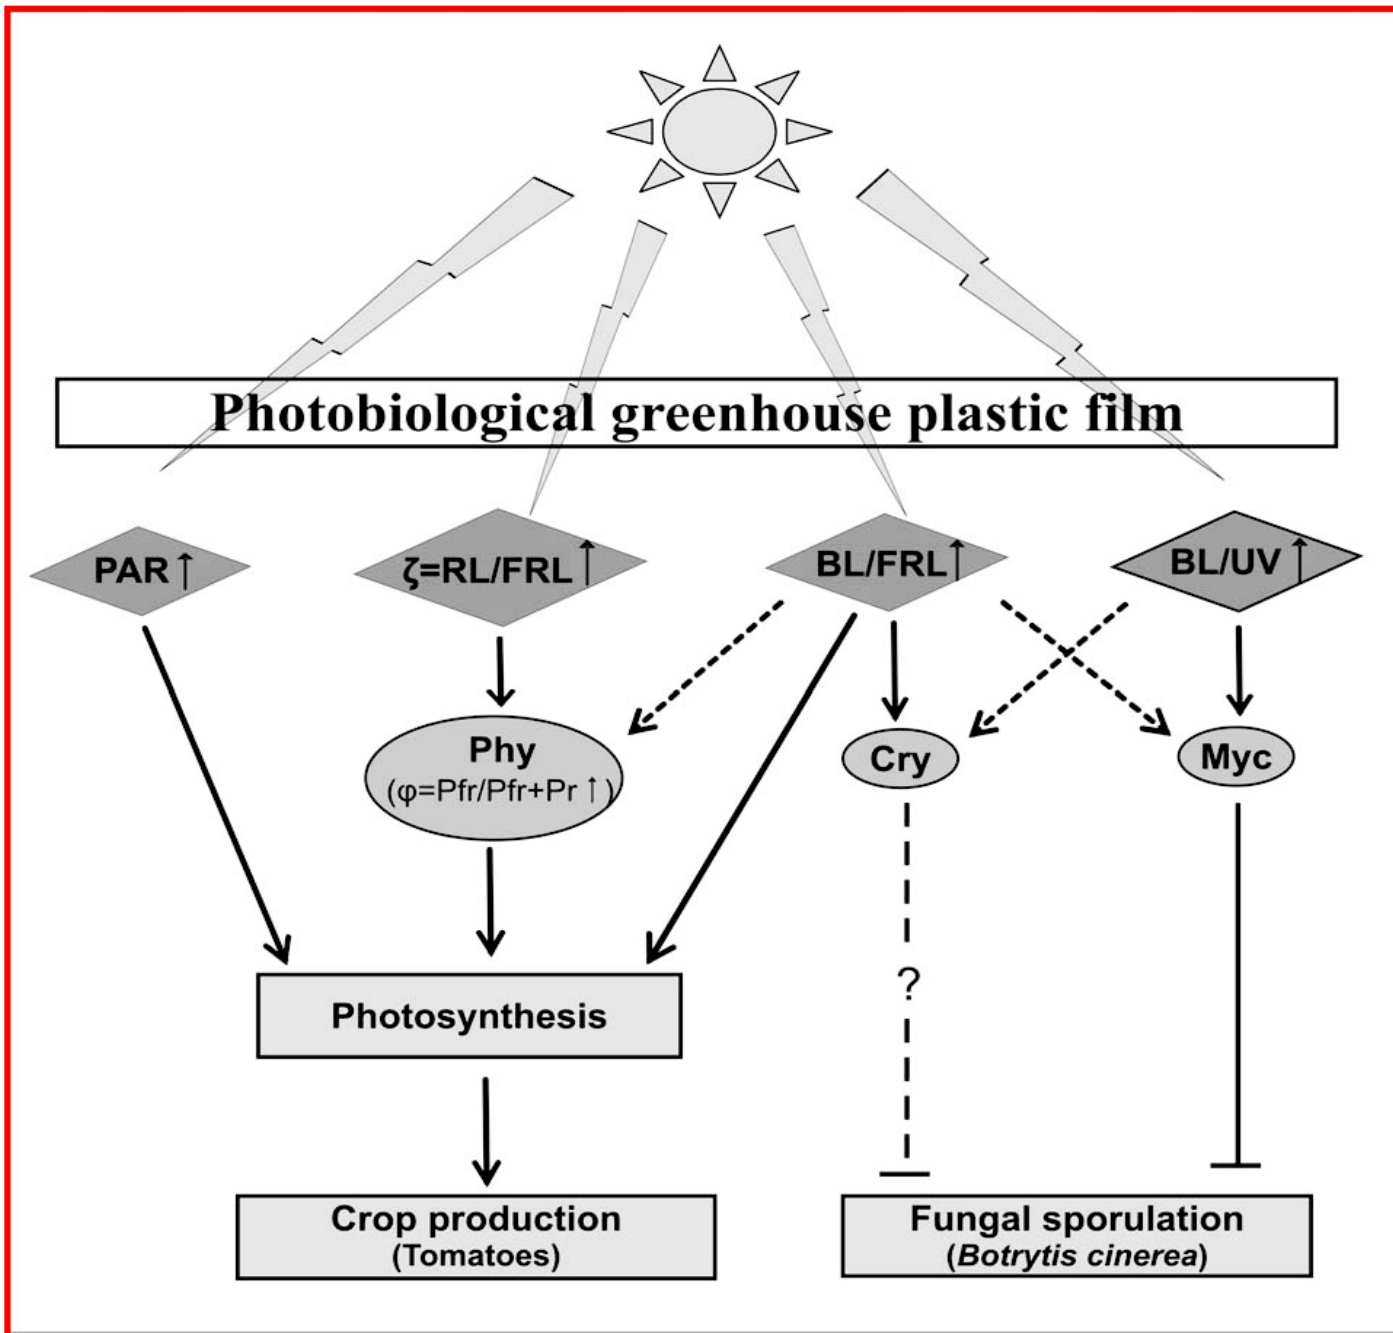 Photobiological greenhouse plastic film
PAR↑
ζ=RL/FRL↑
BL/FRL↑
BL/UV↑
Phy
(φ=Pfr/Pfr+Pr↑)
Cry
Myc
?
Photosynthesis
Crop production
(Tomatoes)
Fungal sporulation
(Botrytis cinerea)